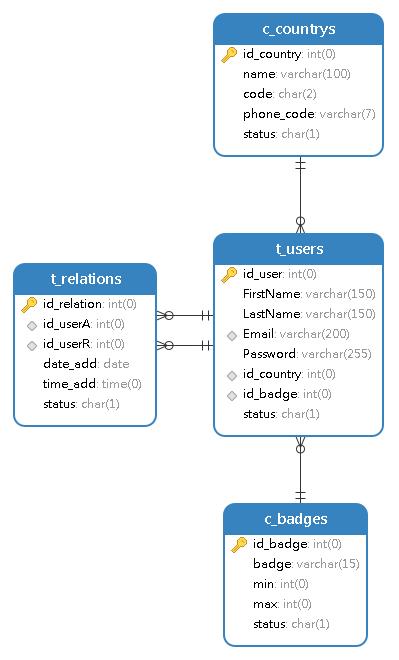 c_countrys
id_country: int(0)
name: varchar(100)
code: char(2)
phone_code: varchar(7)
status: char(1)
t_relations
id_relation: int(0)
id_userA: int(0)
id_userR: int(0)
date_add: date
time_add: time(0)
status: char(1)
t_users
id_user: int(0)
FirstName: varchar(150)
LastName: varchar(150)
Email: varchar(200)
Password: varchar(255)
id_country: int(0)
id_badge: int(0)
status: char(1)
c_badges
id_badge: int(0)
badge: varchar(15)
min: int(0)
max: int(0)
status: char(1)